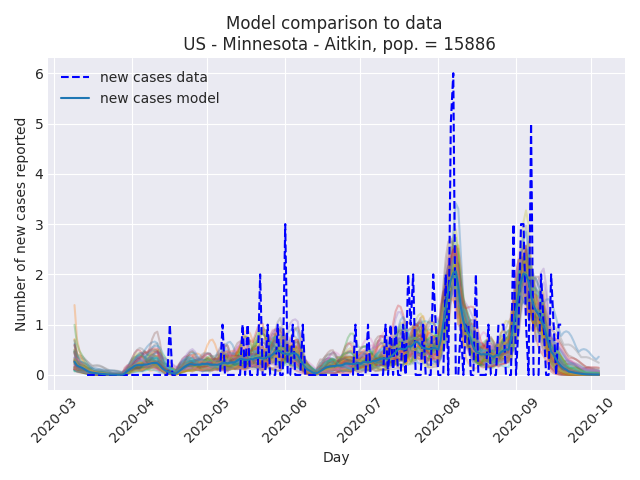 Model comparison to data
US - Minnesota - Aitkin, pop. = 15886
new cases data
new cases model
Number of new cases reported
6
5
4
3
2
1
0
2020-03
2020-04
2020-05
2020-06
2020-07
2020-08
2020-09
2020-10
Day